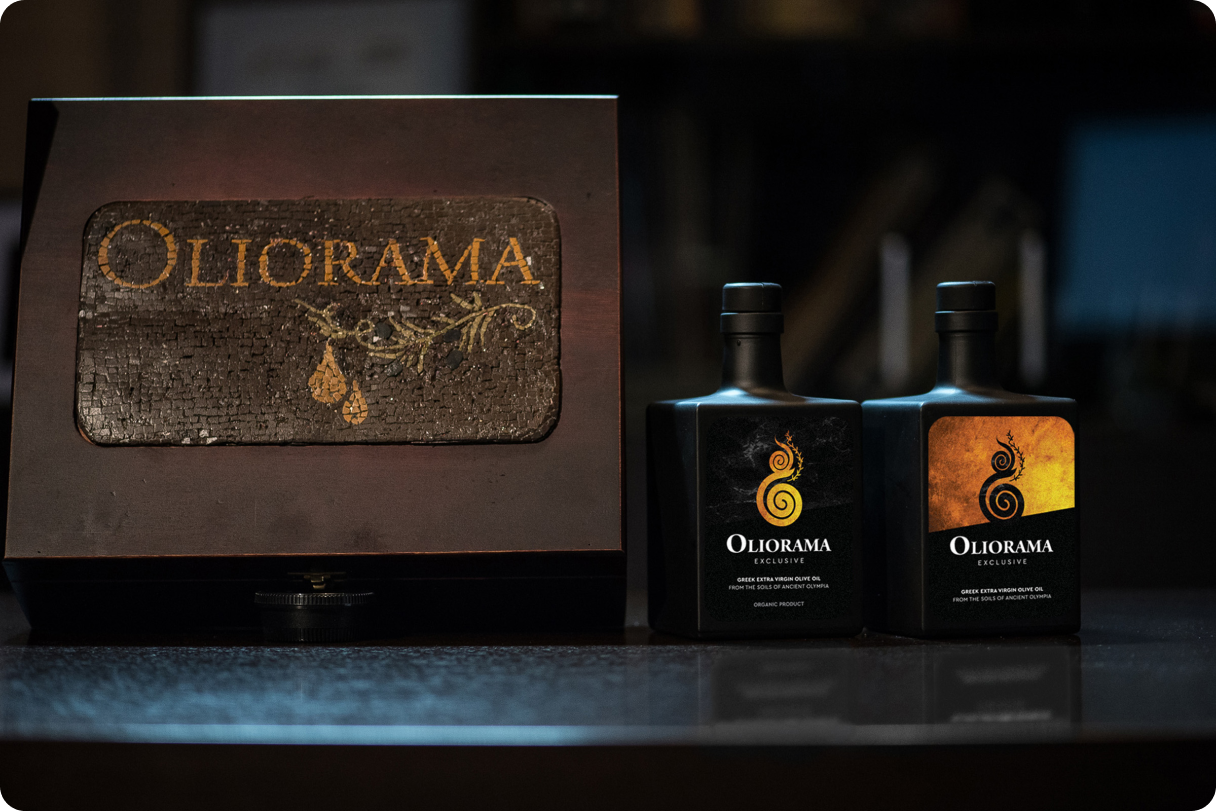 OLIORAMA
OLIORAMA
EXCLUSIVE
GREEK EXTRA VIRGIN OLIVE OIL
FROM THE SOILS OF ANCIENT OLYMPIA
ORGANIC PRODUCT
OLIORAMA
EXCLUSIVE
GREEK EXTRA VIRGIN OLIVE OIL
FROM THE SOILS OF ANCIENT OLYMPIA